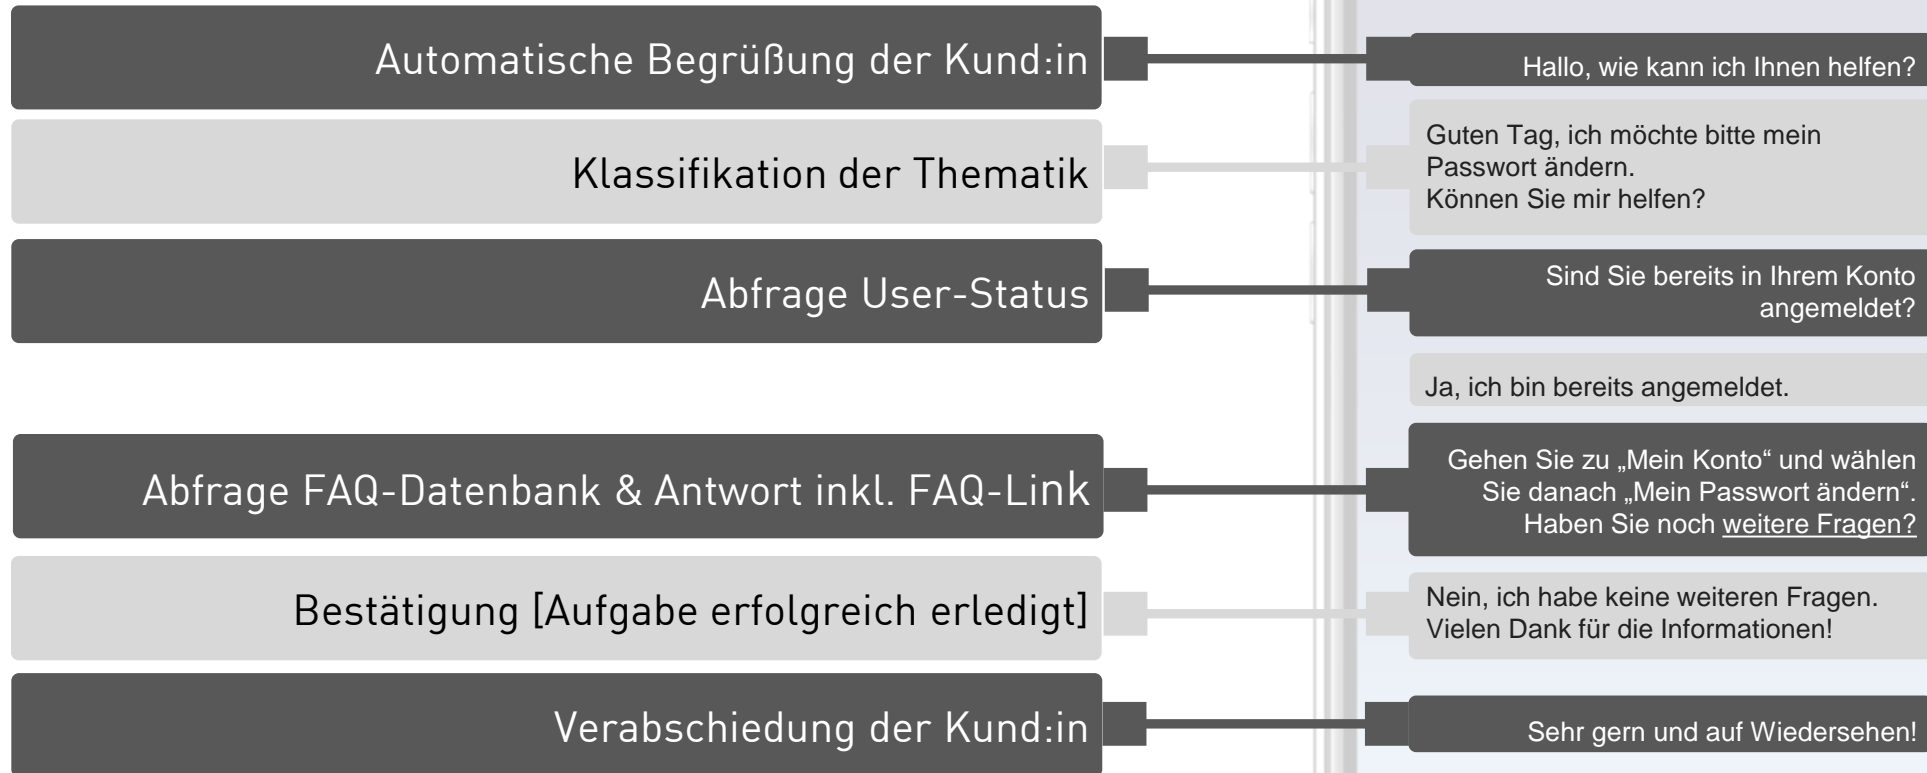 Automatische Begrüßung der Kund:in
Hallo, wie kann ich Ihnen helfen?
Klassifikation der Thematik
Guten Tag, ich möchte bitte mein
Passwort ändern.
Können Sie mir helfen?
Abfrage User-Status
Sind Sie bereits in Ihrem Konto
angemeldet?
Ja, ich bin bereits angemeldet.
Abfrage FAQ-Datenbank & Antwort inkl. FAQ-Link
Gehen Sie zu „Mein Konto“ und wählen
Sie danach „Mein Passwort ändern“.
Haben Sie noch weitere Fragen?
Bestätigung [Aufgabe erfolgreich erledigt]
Nein, ich habe keine weiteren Fragen.
Vielen Dank für die Informationen!
Verabschiedung der Kund:in
Sehr gern und auf Wiedersehen!